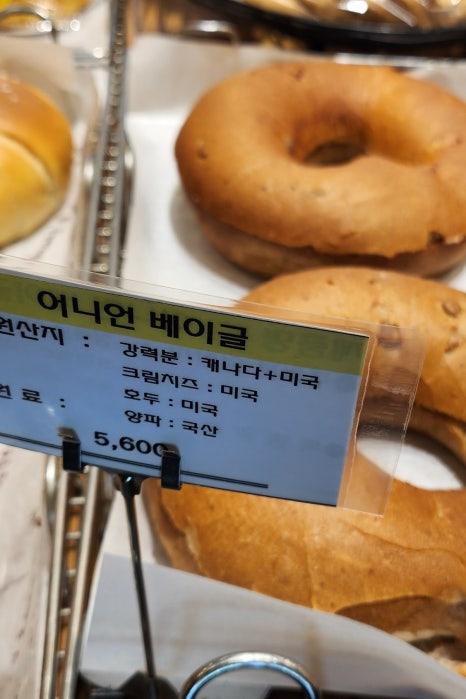 어니언 베이글
원산지 : 강력분 : 캐나다+미국
크림치즈 : 미국
원료 : 호두 : 미국
양파 : 국산
5,600